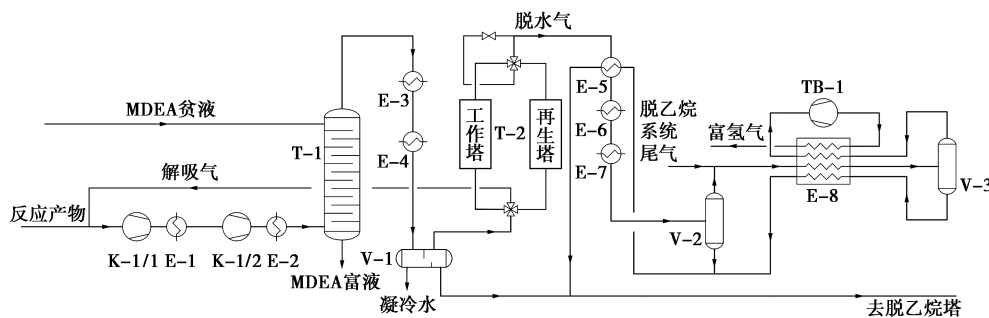 脱水气
TB-1
E-3
E-5
MDEA贫液
工作塔
T-2
再生塔
E-6
脱乙烷
系统
尾气
富氢气
T-1
E-4
E-7
解吸气
E-8
V-3
反应产物
V-2
K-1/1
E-1
K-1/2
E-2
V-1
MDEA富液
凝冷水
去脱乙烷塔